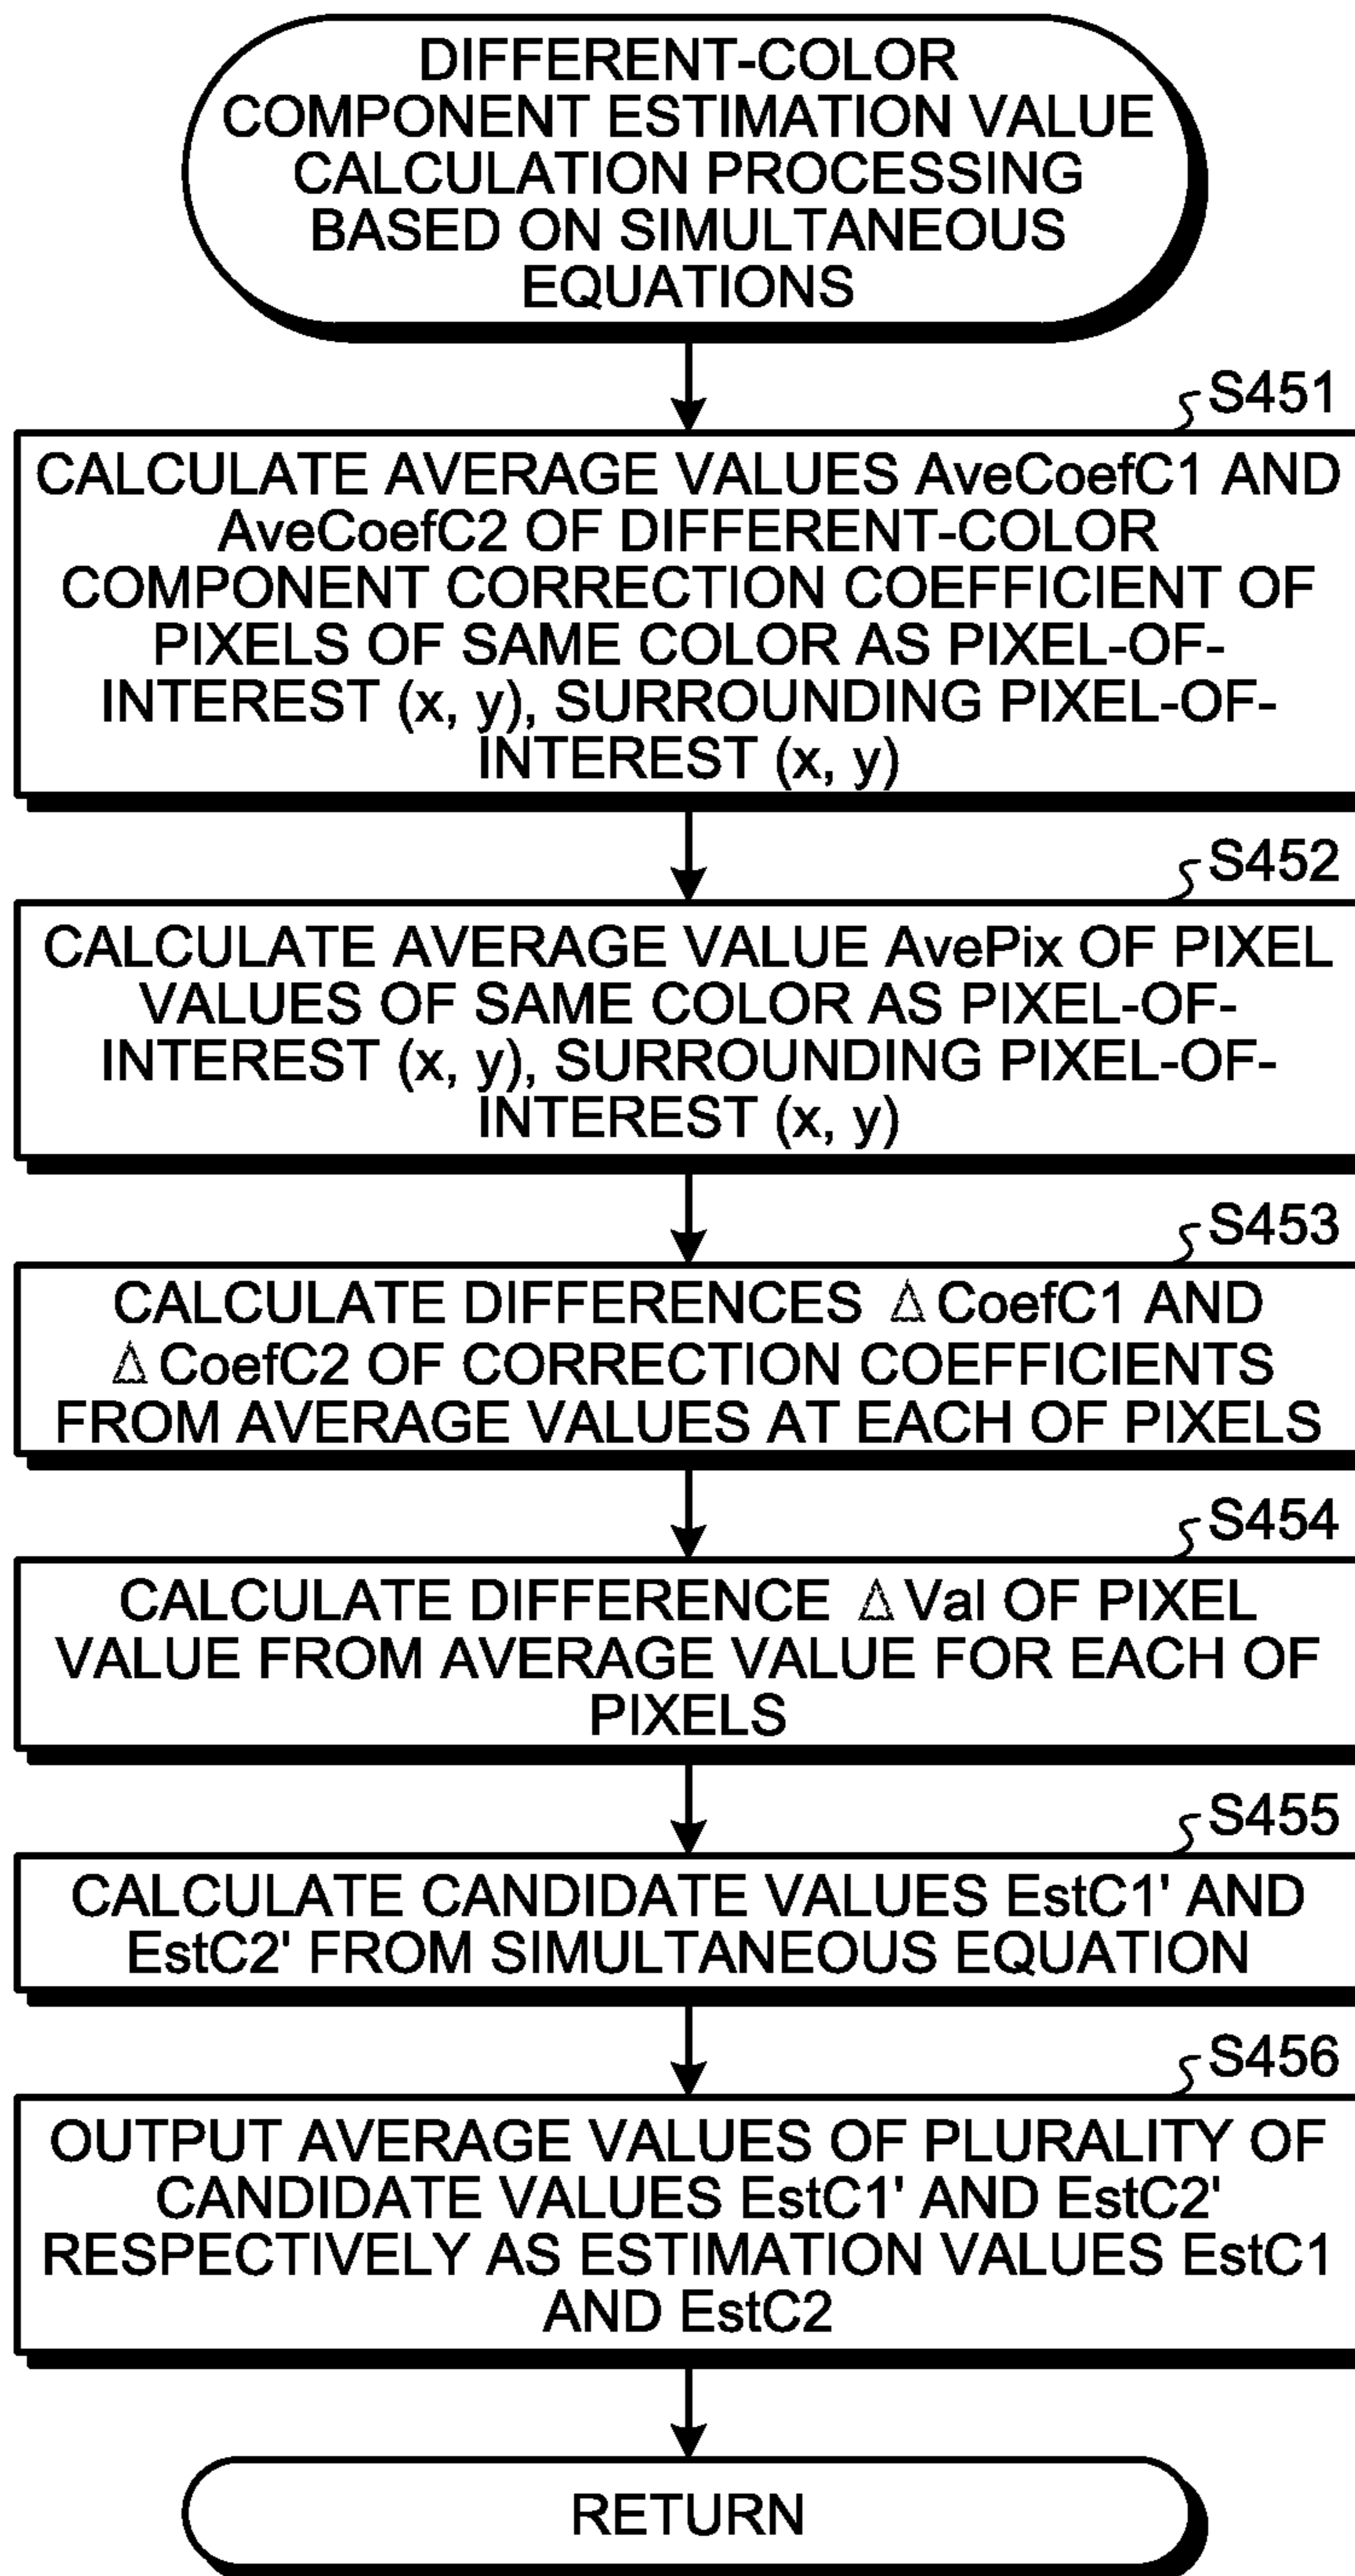 DIFFERENT-COLOR
COMPONENT ESTIMATION VALUE
CALCULATION PROCESSING
BASED ON SIMULTANEOUS
EQUATIONS
S451
CALCULATE AVERAGE VALUES AveCoefC1 AND
AveCoefC2 OF DIFFERENT-COLOR
COMPONENT CORRECTION COEFFICIENT OF
PIXELS OF SAME COLOR AS PIXEL-OF-
INTEREST (x, y), SURROUNDING PIXEL-OF-
INTEREST (x, y)
S452
CALCULATE AVERAGE VALUE AvePix OF PIXEL
VALUES OF SAME COLOR AS PIXEL-OF-
INTEREST (x, y), SURROUNDING PIXEL-OF-
INTEREST (x, y)
S453
CALCULATE DIFFERENCES Δ CoefC1 AND
Δ CoefC2 OF CORRECTION COEFFICIENTS
FROM AVERAGE VALUES AT EACH OF PIXELS
S454
CALCULATE DIFFERENCE Δ Val OF PIXEL
VALUE FROM AVERAGE VALUE FOR EACH OF
PIXELS
S455
CALCULATE CANDIDATE VALUES EstC1' AND
EstC2' FROM SIMULTANEOUS EQUATION
S456
OUTPUT AVERAGE VALUES OF PLURALITY OF
CANDIDATE VALUES EstC1' AND EstC2'
RESPECTIVELY AS ESTIMATION VALUES EstC1
AND EstC2
RETURN